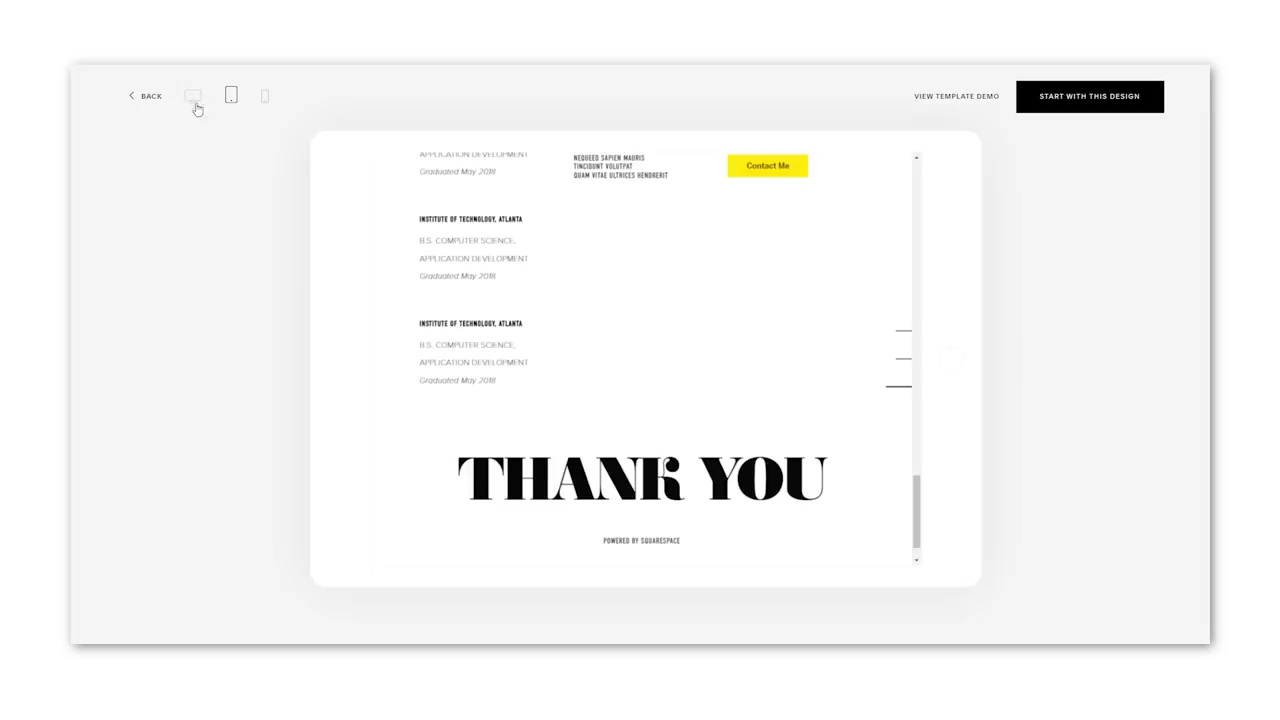 BACK
VIEW TEMPLATE DEMO
START WITH THIS DESIGN
APPLICATION DEVELOPMENT
Graduated May 2018
NEQUEED SAPIEN MAURIS
TINCIDUNT VOLUTPAT
QUAM VITAE ULTRICES HENDRERIT
Contact Me
INSTITUTE OF TECHNOLOGY, ATLANTA
B.S. COMPUTER SCIENCE,
APPLICATION DEVELOPMENT
Graduated May 2018
INSTITUTE OF TECHNOLOGY, ATLANTA
B.S. COMPUTER SCIENCE,
APPLICATION DEVELOPMENT
Graduated May 2018
THANK YOU
POWERED BY SQUARESPACE